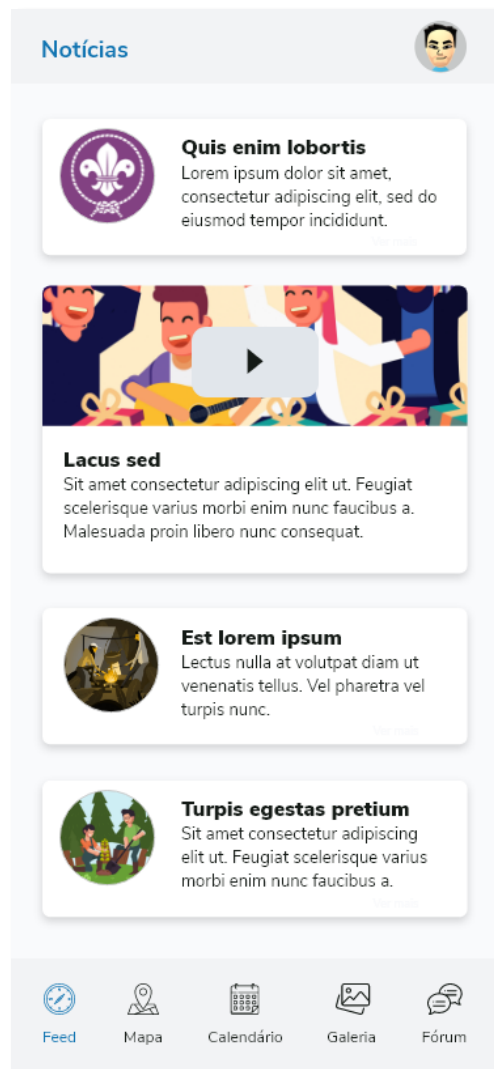 Notícias
Quis enim lobortis
Lorem ipsum dolor sit amet,
consectetur adipiscing elit, sed do
eiusmod tempor incididunt.
Lacus sed
Sit amet consectetur adipiscing elit ut. Feugiat
scelerisque varius morbi enim nunc faucibus a.
Malesuada proin libero nunc consequat.
Est lorem ipsum
Lectus nulla at volutpat diam ut
venenatis tellus. Vel pharetra vel
turpis nunc.
Turpis egestas pretium
Sit amet consectetur adipiscing
elit ut. Feugiat scelerisque varius
morbi enim nunc faucibus a.
Feed Mapa Calendário Galeria Fórum